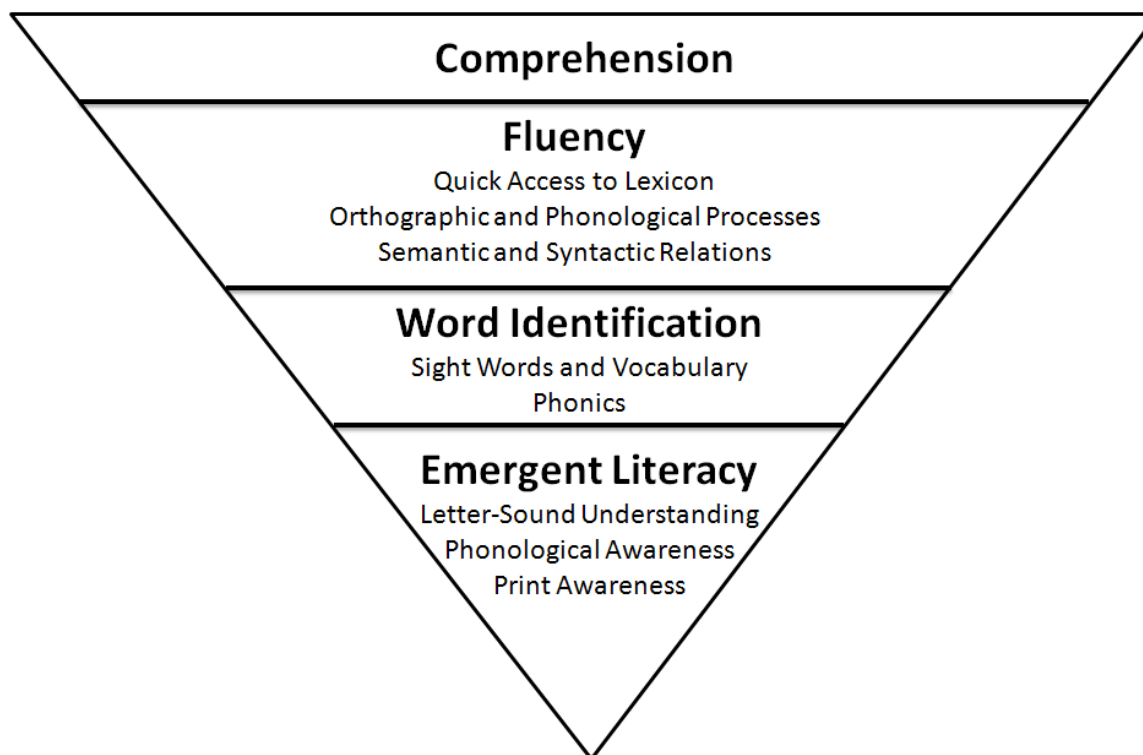 Comprehension
Fluency
Quick Access to Lexicon
Orthographic and Phonological Processes
Semantic and Syntactic Relations
Word Identification
Sight Words and Vocabulary
Phonics
Emergent Literacy
Letter-Sound Understanding
Phonological Awareness
Print Awareness